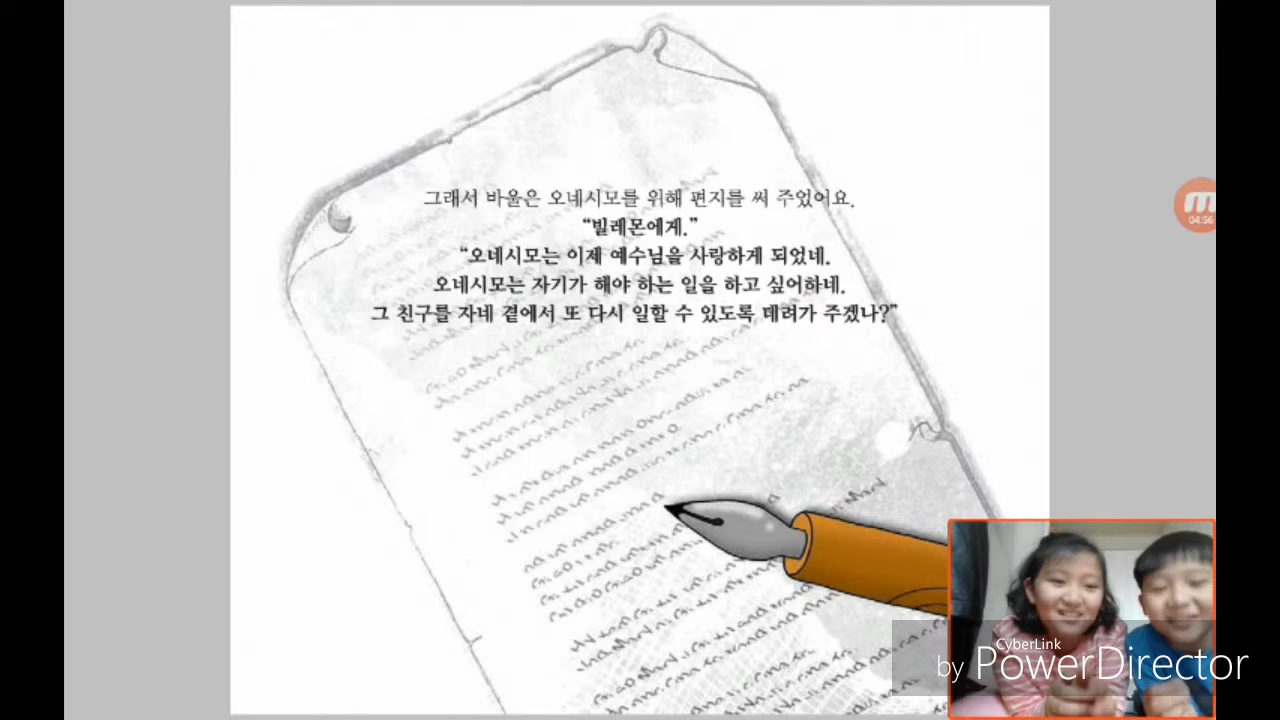 그래서 바울은 오네시모를 위해 편지를 써 주었어요.
“빌레몬에게.”
“오네시모는 이제 예수님을 사랑하게 되었네.
오네시모는 자기가 해야 하는 일을 하고 싶어하네.
그 친구를 자네 곁에서 또 다시 일할 수 있도록 데려가 주겠나?”
04:56
CyberLink
by PowerDirector